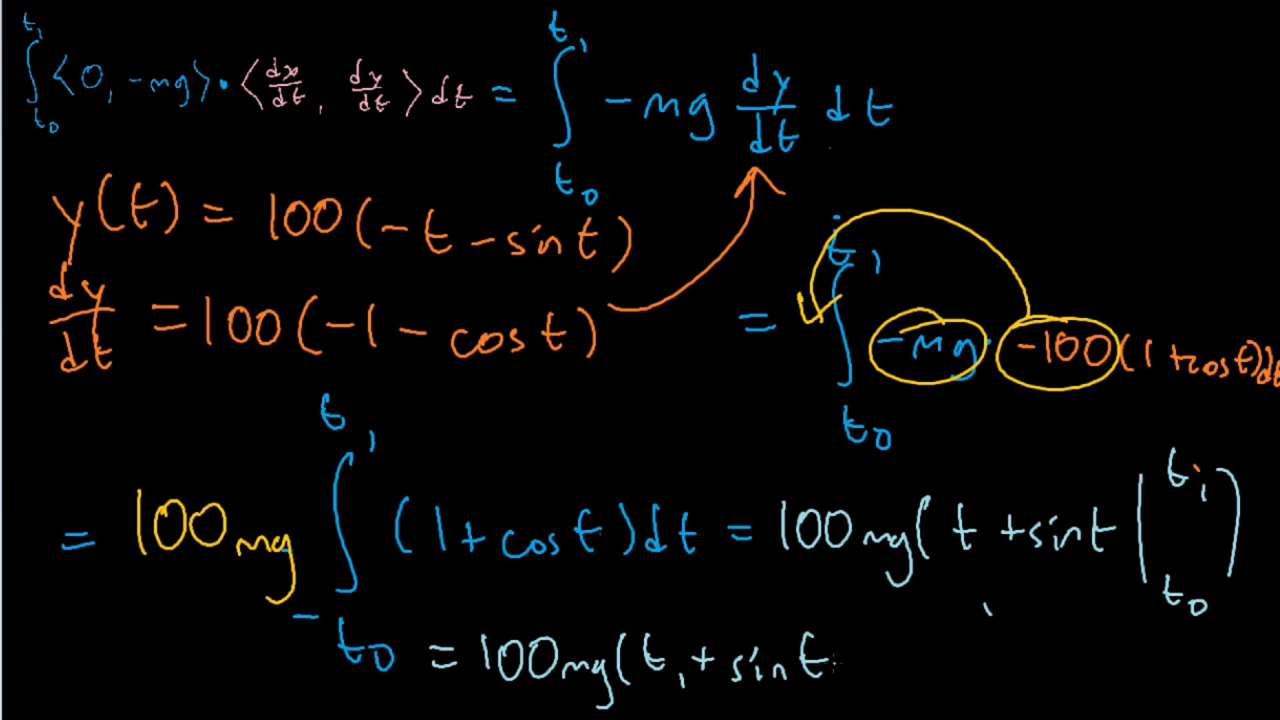 ∫_{t₀}^{t₁} ⟨0, -mg⟩ • ⟨dx/dt, dy/dt⟩ dt = ∫_{t₀}^{t₁} -mg dy/dt dt
y(t) = 100(-t - sin t)
dy/dt = 100(-1 - cos t)
= ∫_{t₀}^{t₁} -mg -100(1 + cos t) dt
= 100mg ∫_{t₀}^{t₁} (1 + cos t) dt = 100mg(t + sin t |_{t₀}^{t₁})
= 100mg(t₁ + sin t